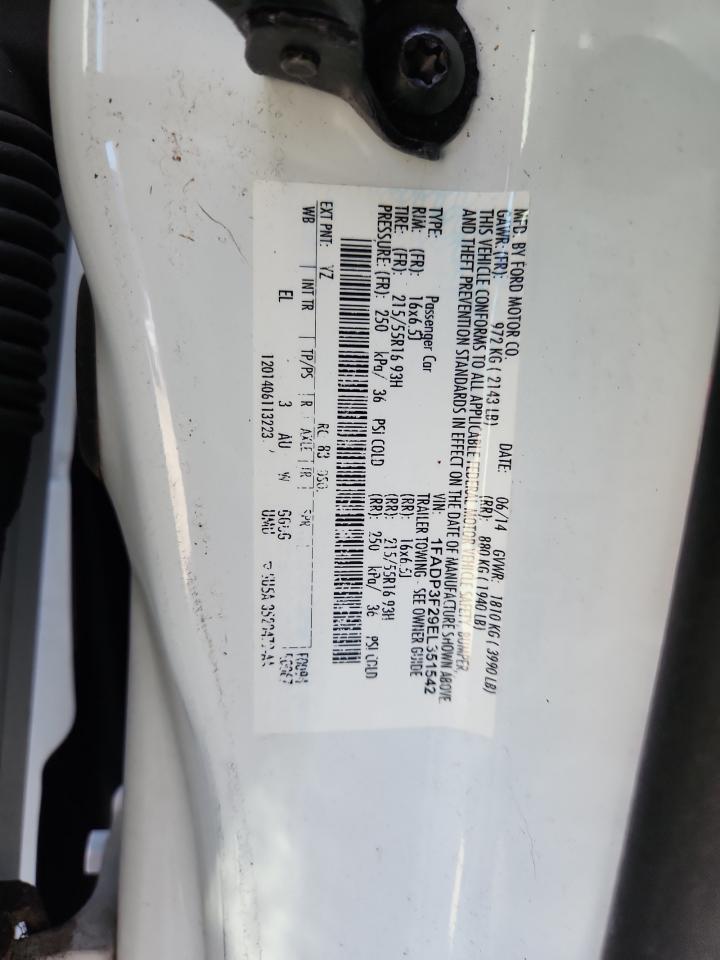 MFD. BY FORD MOTOR CO.
DATE: 06/14 GVWR: 1810 KG ( 3990 LB)
GAWR:(FR): 972 KG ( 2143 LB) (RR): 880 KG ( 1940 LB)
THIS VEHICLE CONFORMS TO ALL APPLICABLE FEDERAL MOTOR VEHICLE SAFETY, BUMPER,
AND THEFT PREVENTION STANDARDS IN EFFECT ON THE DATE OF MANUFACTURE SHOWN ABOVE
VIN: 1FADP3F29EL351542
TYPE: Passenger Car TRAILER TOWING - SEE OWNER GUIDE
RIM: (FR): 16x6.5J (RR): 16x6.5J
TIRE: (FR): 215/55R16 93H (RR): 215/55R16 93H
PRESSURE: (FR): 250 kPa/ 36 PSI COLD (RR): 250 kPa/ 36 PSI COLD
EXT PNT: YZ RC: 83
WB INT TR TP/PS R AXLE TR SPR
EL 3 AU W GGGG
UMU
1201406113223